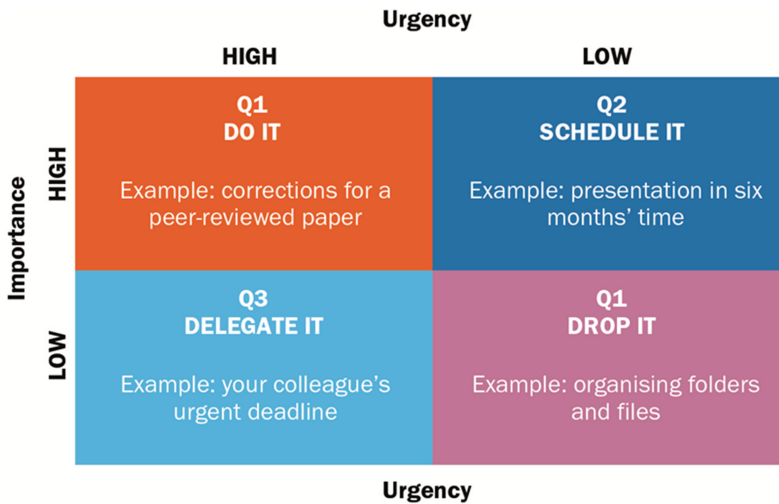 Urgency
HIGH LOW
Importance
HIGH
Q1
DO IT
Example: corrections for a
peer-reviewed paper
Q2
SCHEDULE IT
Example: presentation in six
months’ time
LOW
Q3
DELEGATE IT
Example: your colleague’s
urgent deadline
Q1
DROP IT
Example: organising folders
and files
Urgency